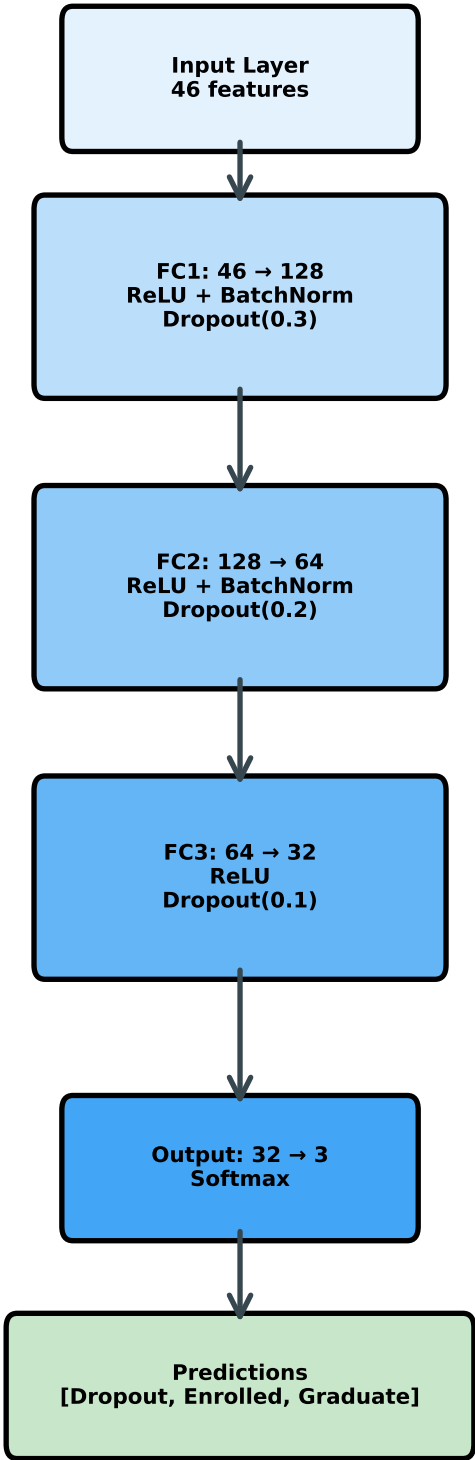 Input Layer
46 features
FC1: 46 → 128
ReLU + BatchNorm
Dropout(0.3)
FC2: 128 → 64
ReLU + BatchNorm
Dropout(0.2)
FC3: 64 → 32
ReLU
Dropout(0.1)
Output: 32 → 3
Softmax
Predictions
[Dropout, Enrolled, Graduate]